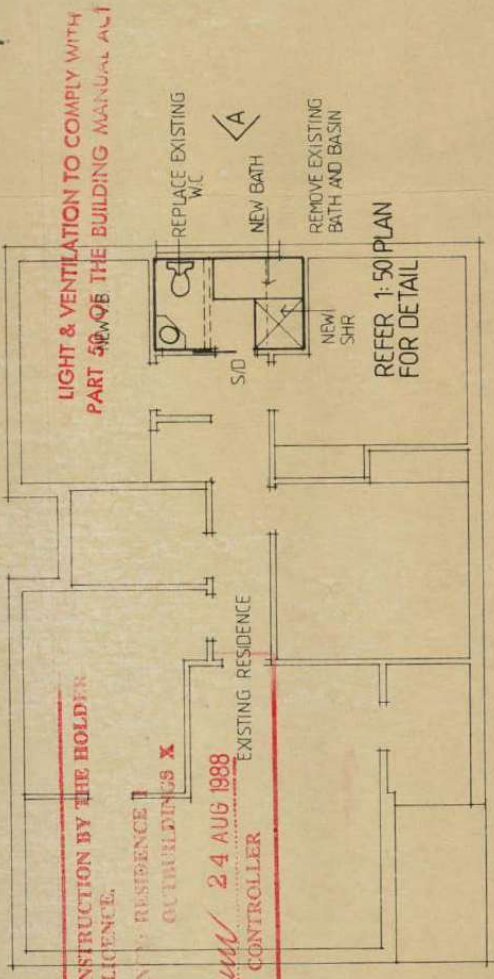 LIGHT & VENTILATION TO COMPLY WITH
PART 50 OF THE BUILDING MANUAL ACT
NEW V.B
REPLACE EXISTING
W.C
A
NEW BATH
REMOVE EXISTING
BATH AND BASIN
S/D
NEW
SHR
REFER 1:50 PLAN
FOR DETAIL
EXISTING RESIDENCE
NSTRUCTION BY THE HOLDER
LICENCE.
RESIDENCE
OUTBUILDINGS X
24 AUG 1988
CONTROLLER